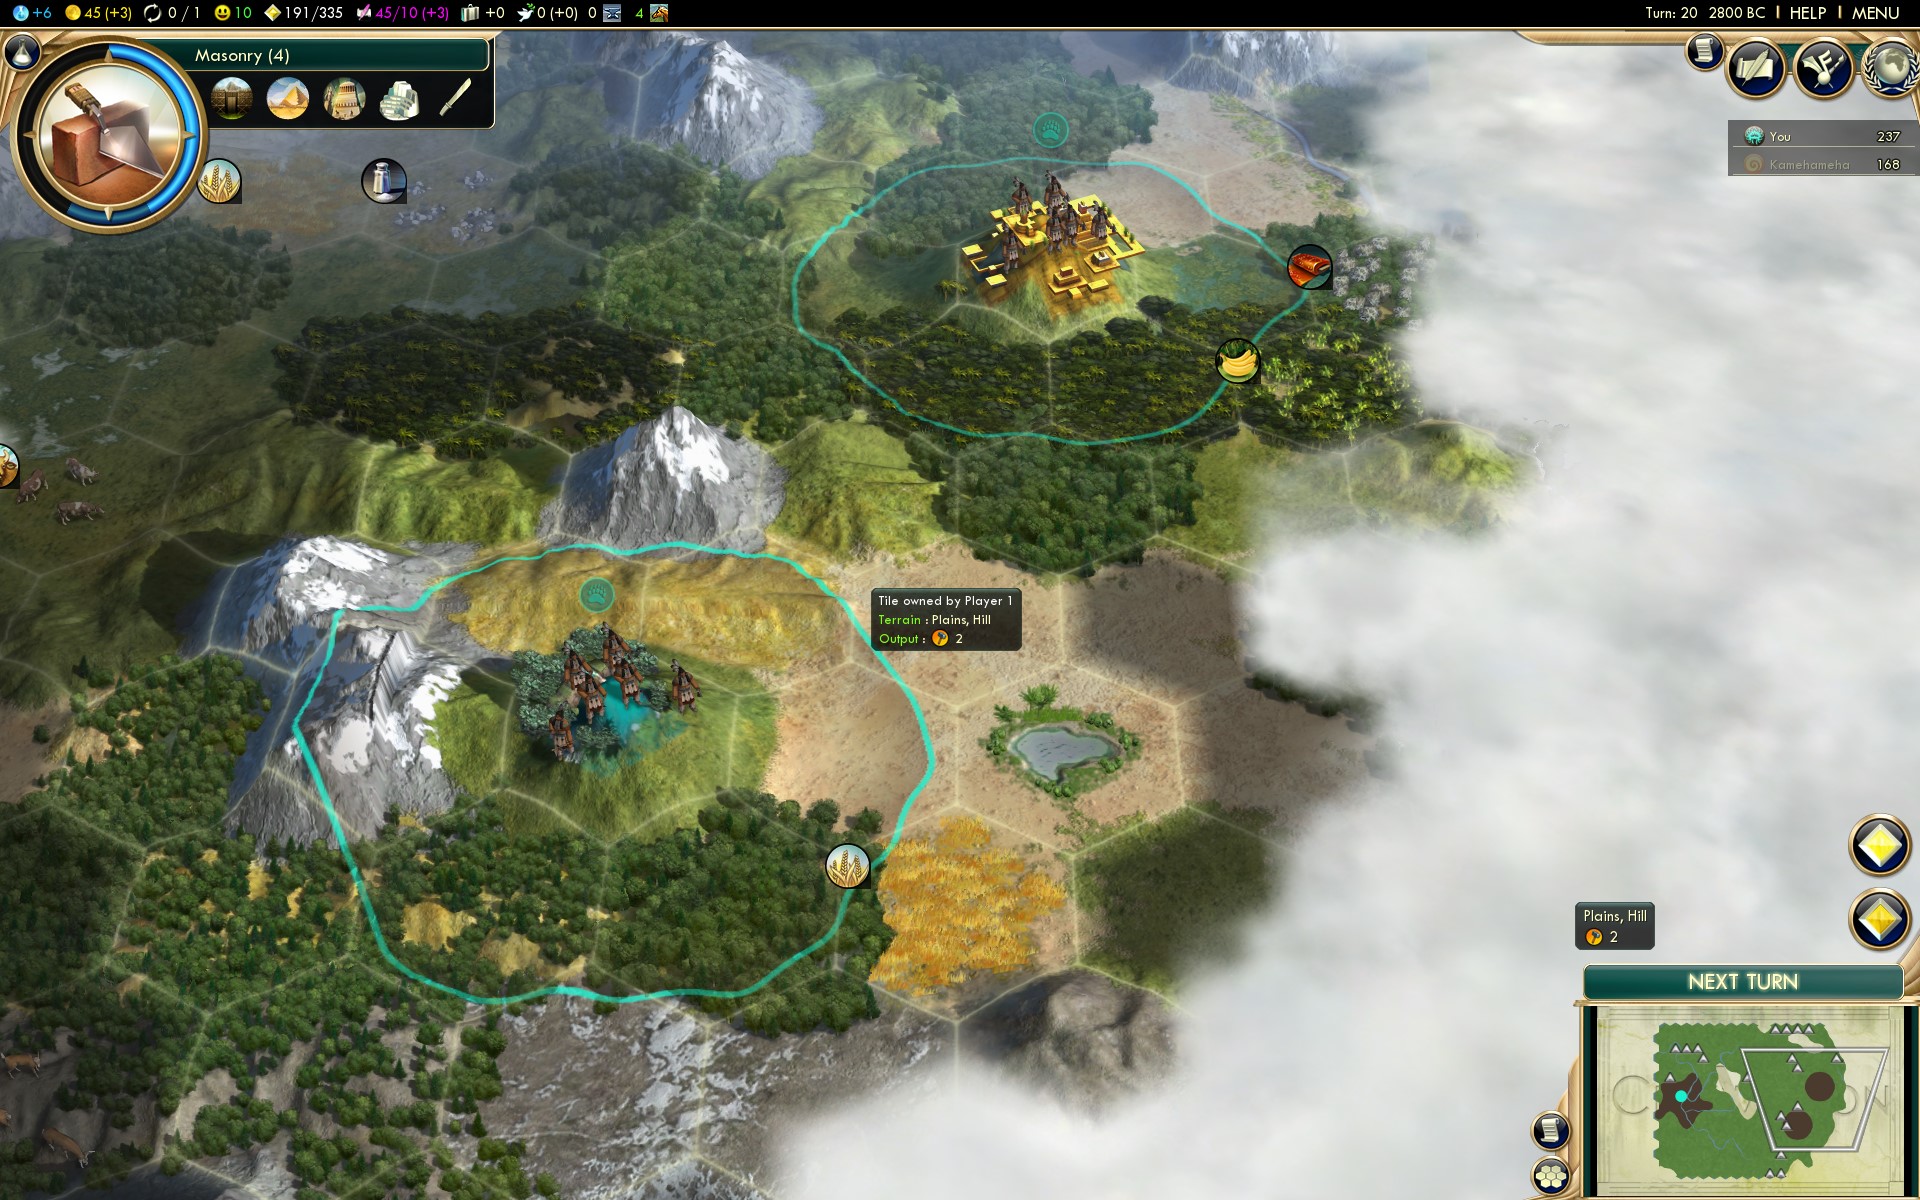 +6 45 (+3) 0 / 1 10 191/335 45/10 (+3) +0 0 (+0) 0 4
Turn: 20 2800 BC HELP MENU
Masonry (4)
You 237
Kamehameha 168
Tile owned by Player 1
Terrain : Plains, Hill
Output : 2
Plains, Hill
2
NEXT TURN